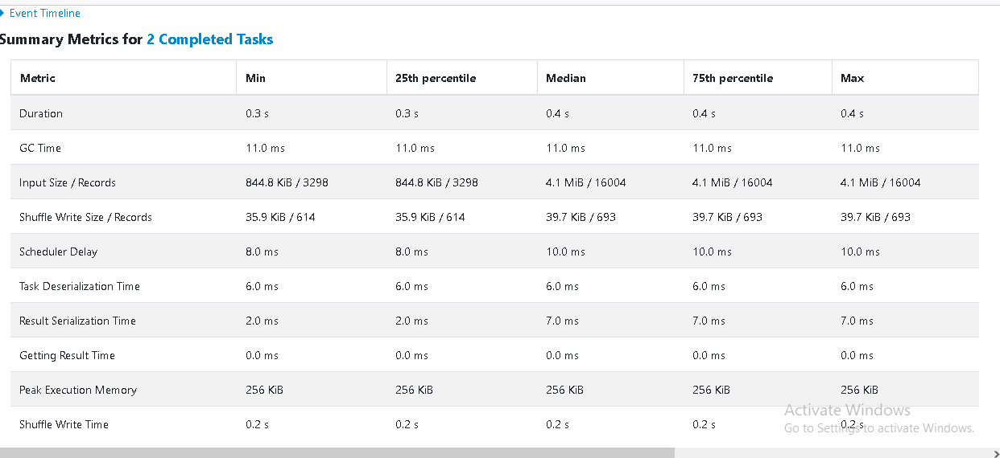 Event Timeline
Summary Metrics for 2 Completed Tasks
Metric Min 25th percentile Median 75th percentile Max
Duration 0.3 s 0.3 s 0.4 s 0.4 s 0.4 s
GC Time 11.0 ms 11.0 ms 11.0 ms 11.0 ms 11.0 ms
Input Size / Records 844.8 KiB / 3298 844.8 KiB / 3298 4.1 MiB / 16004 4.1 MiB / 16004 4.1 MiB / 16004
Shuffle Write Size / Records 35.9 KiB / 614 35.9 KiB / 614 39.7 KiB / 693 39.7 KiB / 693 39.7 KiB / 693
Scheduler Delay 8.0 ms 8.0 ms 10.0 ms 10.0 ms 10.0 ms
Task Deserialization Time 6.0 ms 6.0 ms 6.0 ms 6.0 ms 6.0 ms
Result Serialization Time 2.0 ms 2.0 ms 7.0 ms 7.0 ms 7.0 ms
Getting Result Time 0.0 ms 0.0 ms 0.0 ms 0.0 ms 0.0 ms
Peak Execution Memory 256 KiB 256 KiB 256 KiB 256 KiB 256 KiB
Shuffle Write Time 0.2 s 0.2 s 0.2 s 0.2 s 0.2 s
Activate Windows
Go to Settings to activate Windows.